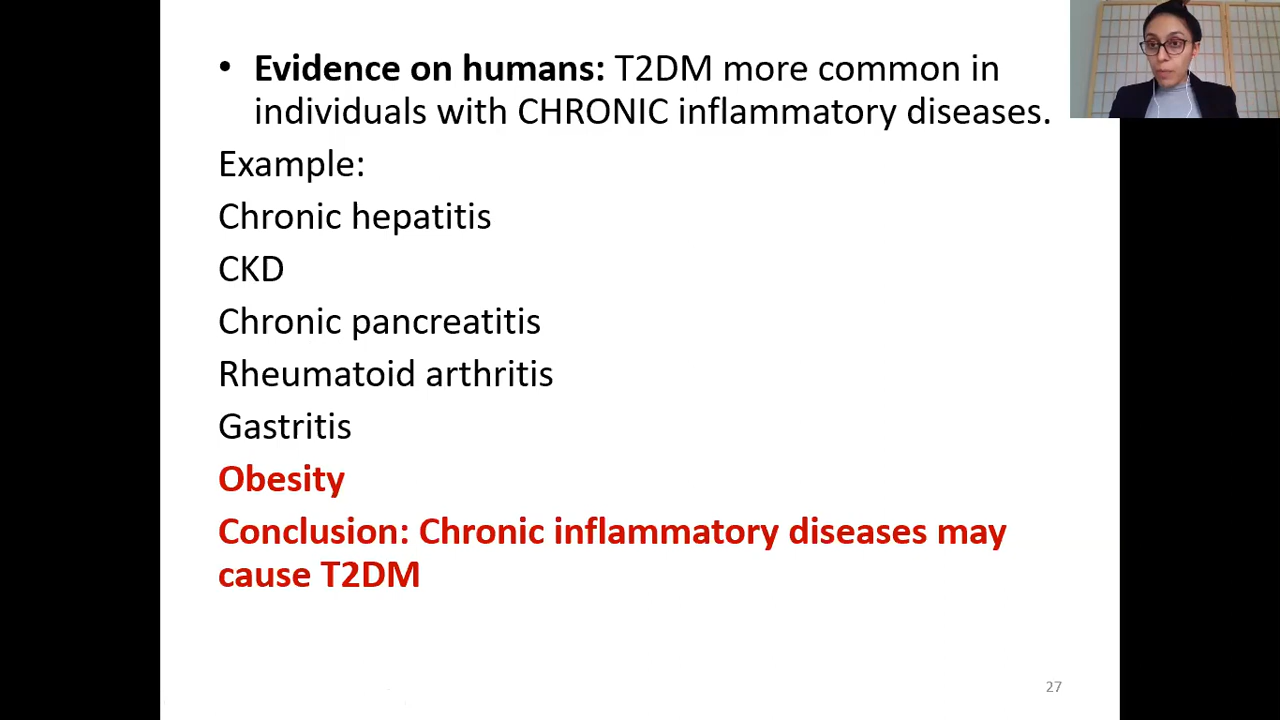 • Evidence on humans: T2DM more common in
individuals with CHRONIC inflammatory diseases.
Example:
Chronic hepatitis
CKD
Chronic pancreatitis
Rheumatoid arthritis
Gastritis
Obesity
Conclusion: Chronic inflammatory diseases may
cause T2DM
27